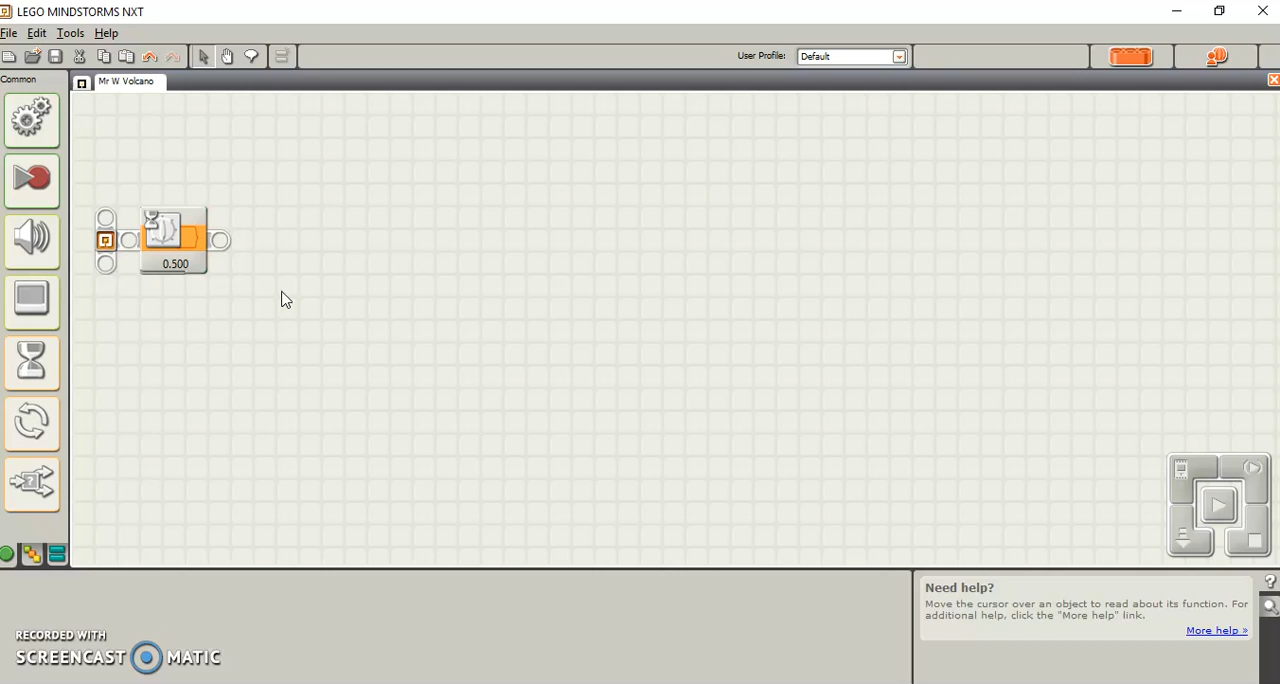 LEGO MINDSTORMS NXT
File Edit Tools Help
User Profile: Default
Common
Mr W Volcano
0.500
?
Need help?
?
Move the cursor over an object to read about its function. For
additional help, click the "More help" link.
More help »
RECORDED WITH
SCREENCAST MATIC